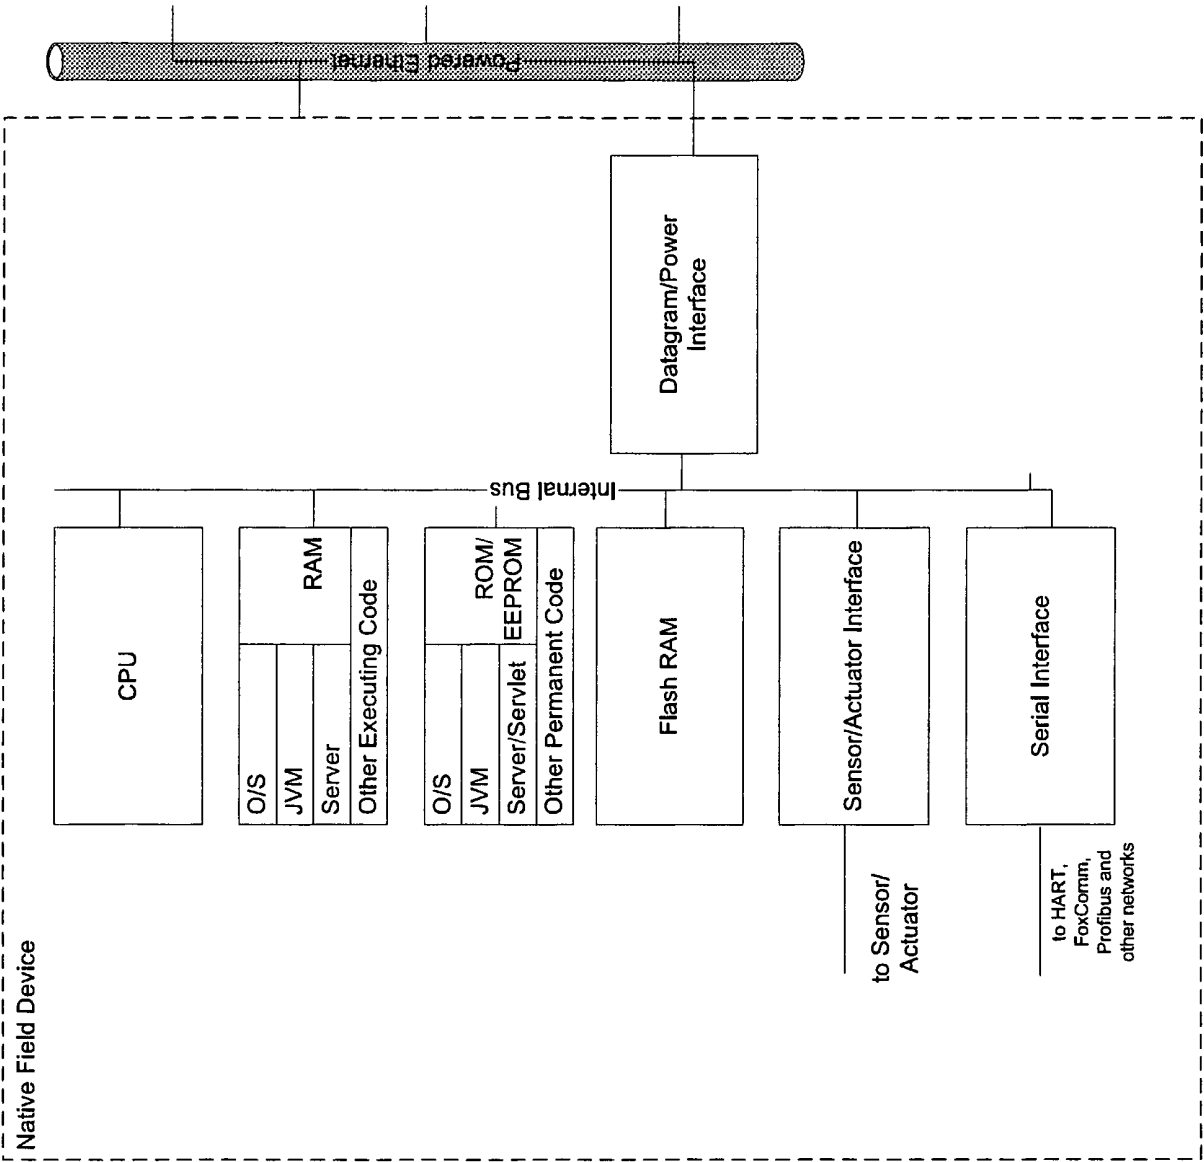 Native Field Device
CPU
O/S
JVM
Server
Other Executing Code
RAM
O/S
JVM
Server/Servlet
Other Permanent Code
ROM/
EEPROM
Flash RAM
Sensor/Actuator Interface
Serial Interface
to Sensor/
Actuator
to HART,
FoxComm,
Profibus and
other networks
Internal Bus
Datagram/Power
Interface
Powered Ethernet